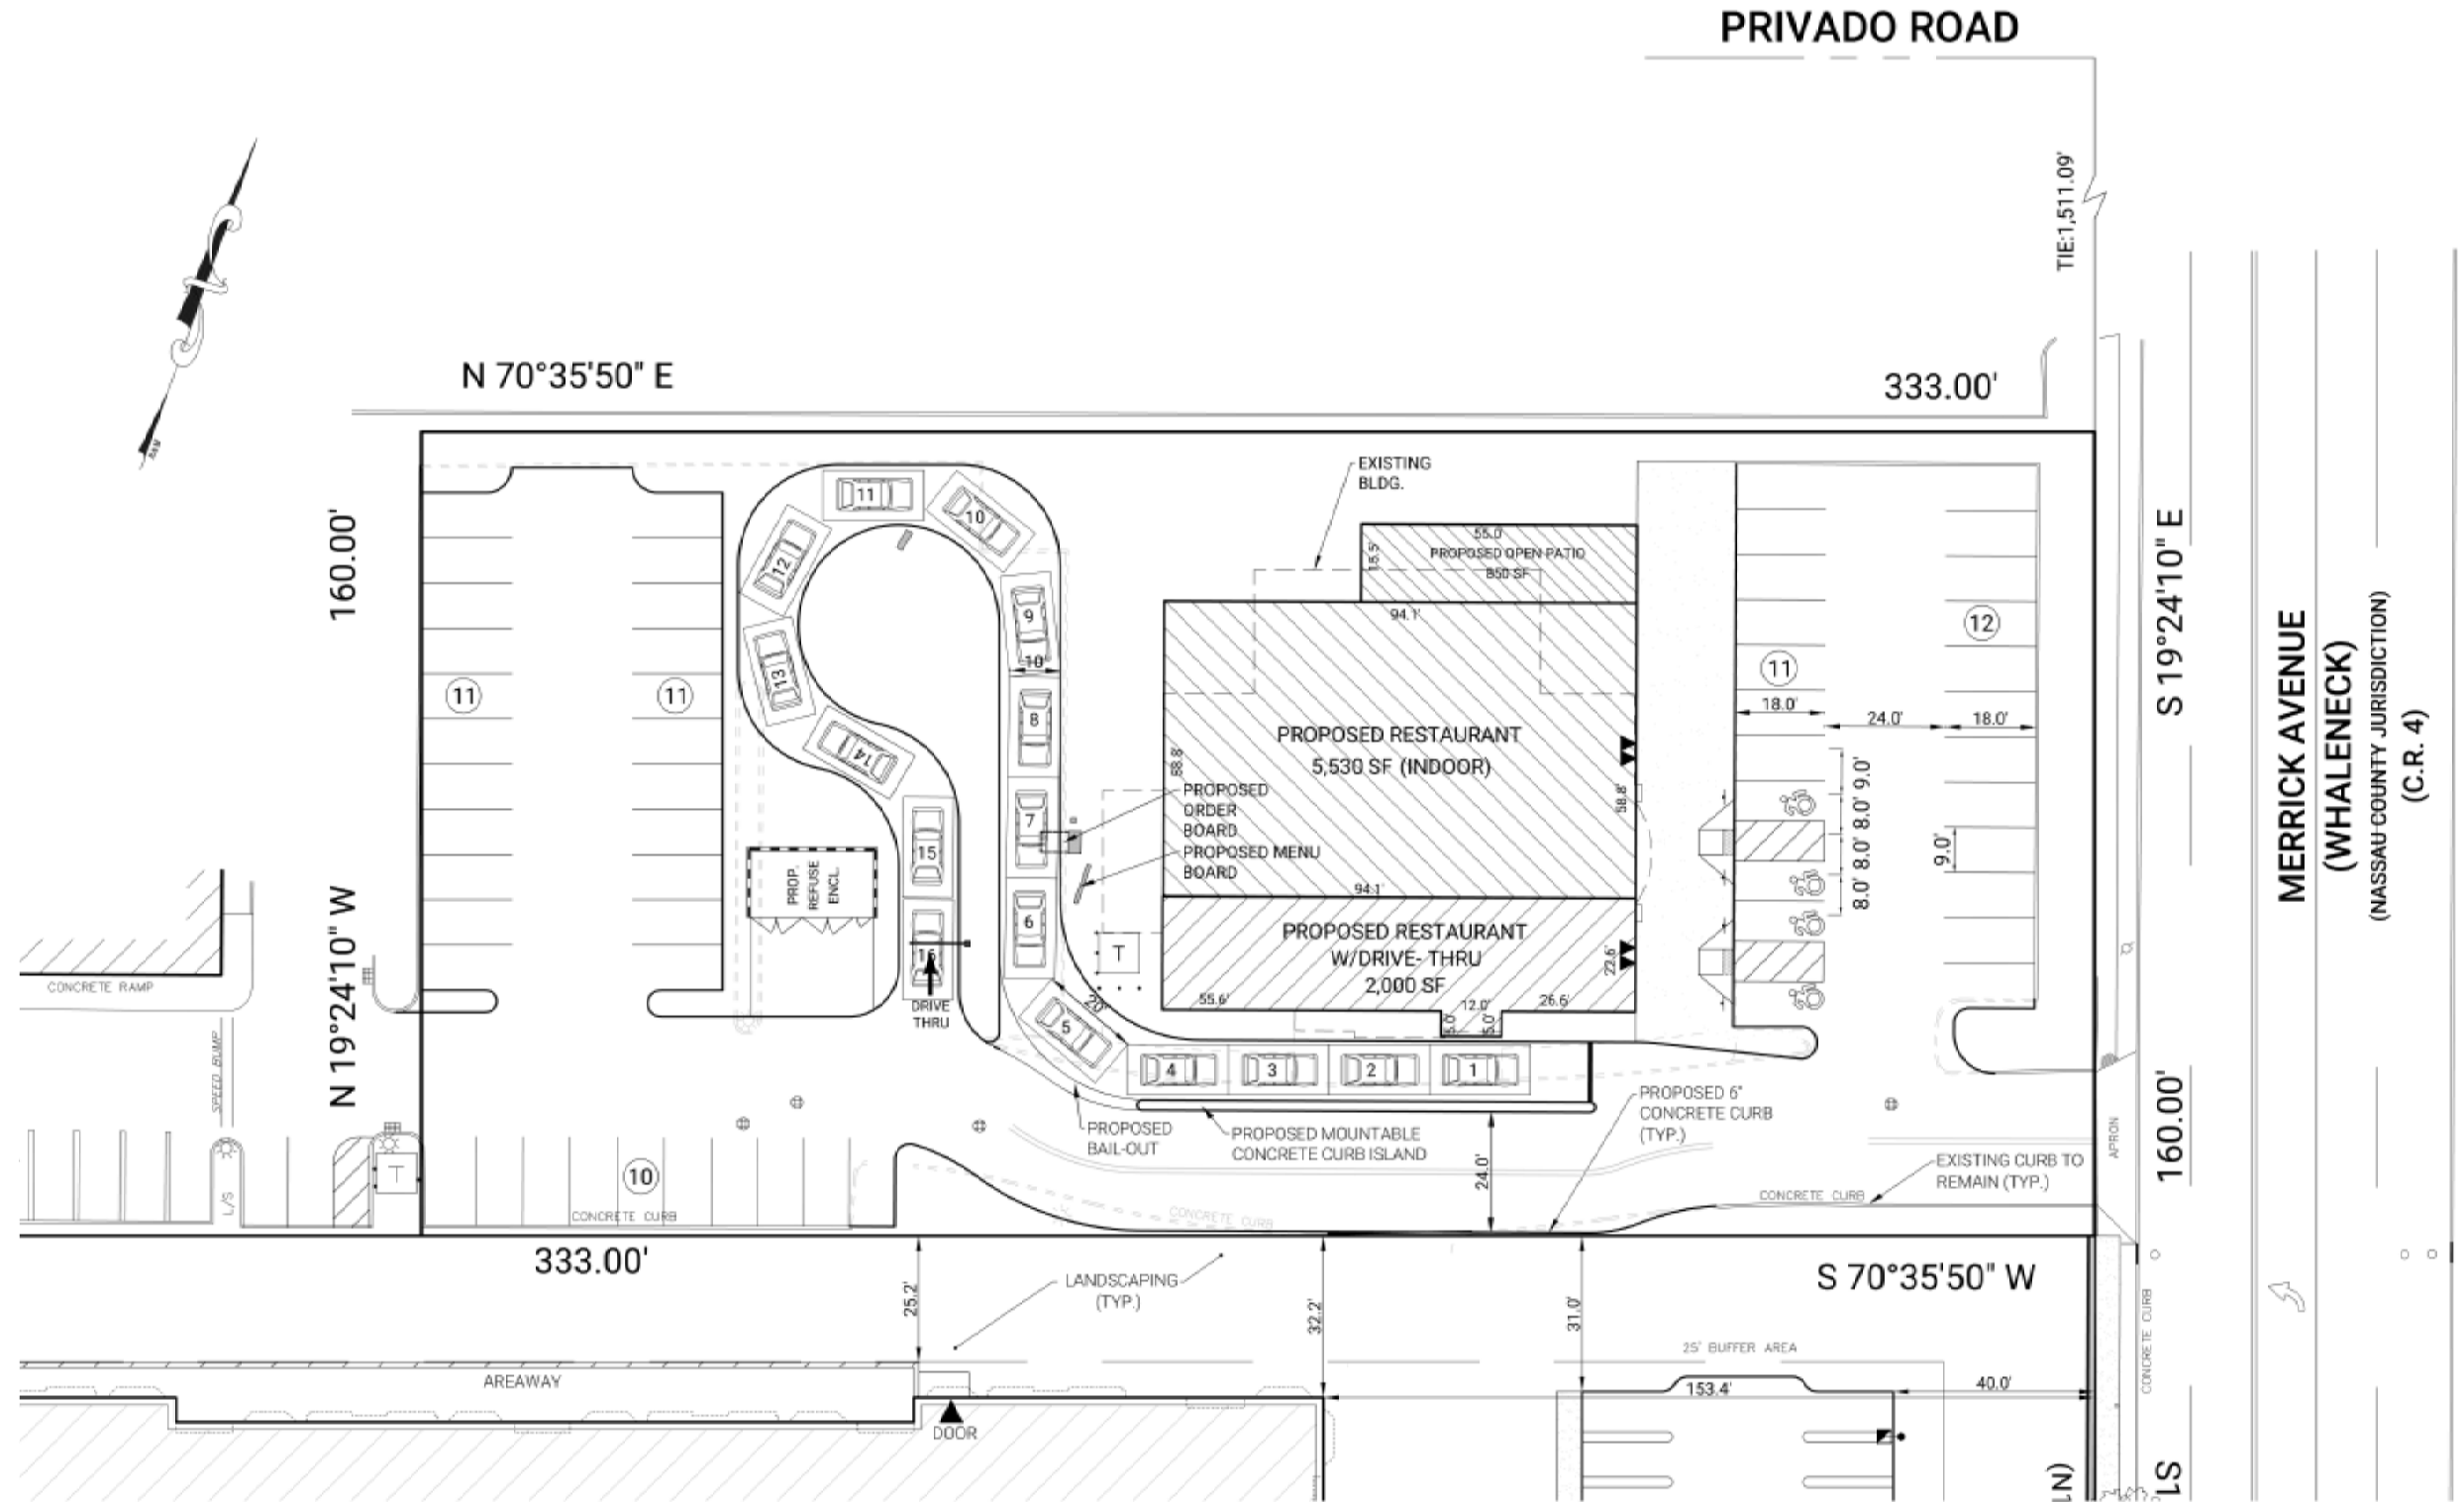 PRIVADO ROAD
TIE:1,511.09'
N 70°35'50" E
333.00'
160.00'
N 19°24'10" W
S 19°24'10" E
160.00'
MERRICK AVENUE
(WHALENECK)
(NASSAU COUNTY JURISDICTION)
(C.R. 4)
EXISTING
BLDG.
55.0'
PROPOSED OPEN PATIO
850 SF
15.5'
94.1'
PROPOSED RESTAURANT
5,530 SF (INDOOR)
58.8'
58.8'
PROPOSED
ORDER
BOARD
PROPOSED MENU
BOARD
94.1'
PROPOSED RESTAURANT
W/DRIVE- THRU
2,000 SF
22.6'
55.6'
12.0'
26.6'
5.0'
5.0'
11
10
12
9
10'
13
8
14
7
15
6
16
20'
5
4
3
2
1
DRIVE
THRU
PROP.
REFUSE
ENCL.
11
11
11
12
10
18.0'
24.0'
18.0'
9.0'
8.0'
8.0'
8.0'
9.0'
T
CONCRETE RAMP
SPEED BUMP
L/S
T
CONCRETE CURB
PROPOSED
BAIL-OUT
PROPOSED MOUNTABLE
CONCRETE CURB ISLAND
PROPOSED 6"
CONCRETE CURB
(TYP.)
24.0'
CONCRETE CURB
CONCRETE CURB
EXISTING CURB TO
REMAIN (TYP.)
APRON
333.00'
S 70°35'50" W
25.2'
LANDSCAPING
(TYP.)
32.2'
31.0'
25' BUFFER AREA
153.4'
40.0'
AREAWAY
DOOR
CONCRETE CURB